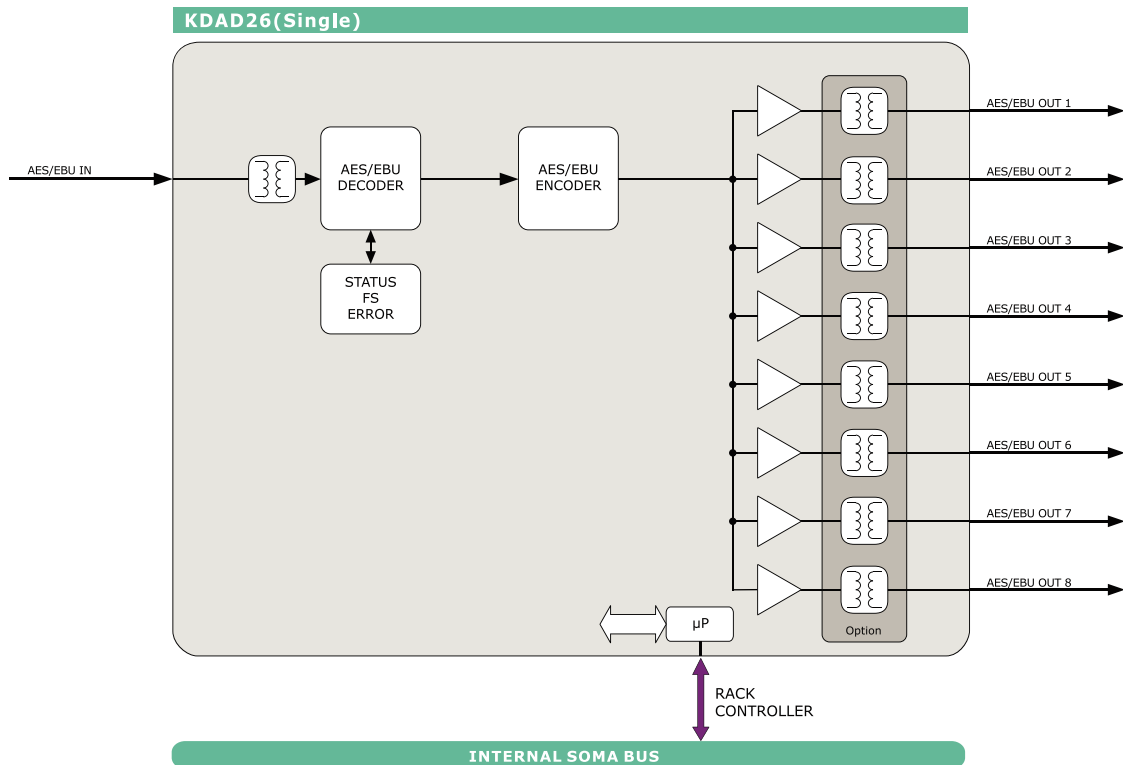 KDAD26(Single)
AES/EBU IN
AES/EBU
DECODER
AES/EBU
ENCODER
STATUS
FS
ERROR
AES/EBU OUT 1
AES/EBU OUT 2
AES/EBU OUT 3
AES/EBU OUT 4
AES/EBU OUT 5
AES/EBU OUT 6
AES/EBU OUT 7
AES/EBU OUT 8
µP
Option
RACK
CONTROLLER
INTERNAL SOMA BUS